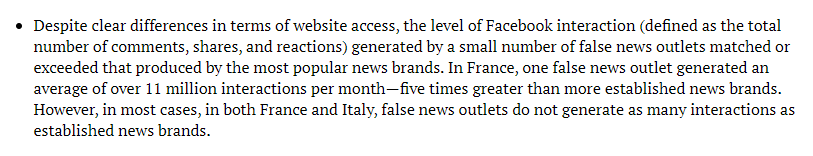 • Despite clear differences in terms of website access, the level of Facebook interaction (defined as the total
number of comments, shares, and reactions) generated by a small number of false news outlets matched or
exceeded that produced by the most popular news brands. In France, one false news outlet generated an
average of over 11 million interactions per month—five times greater than more established news brands.
However, in most cases, in both France and Italy, false news outlets do not generate as many interactions as
established news brands.